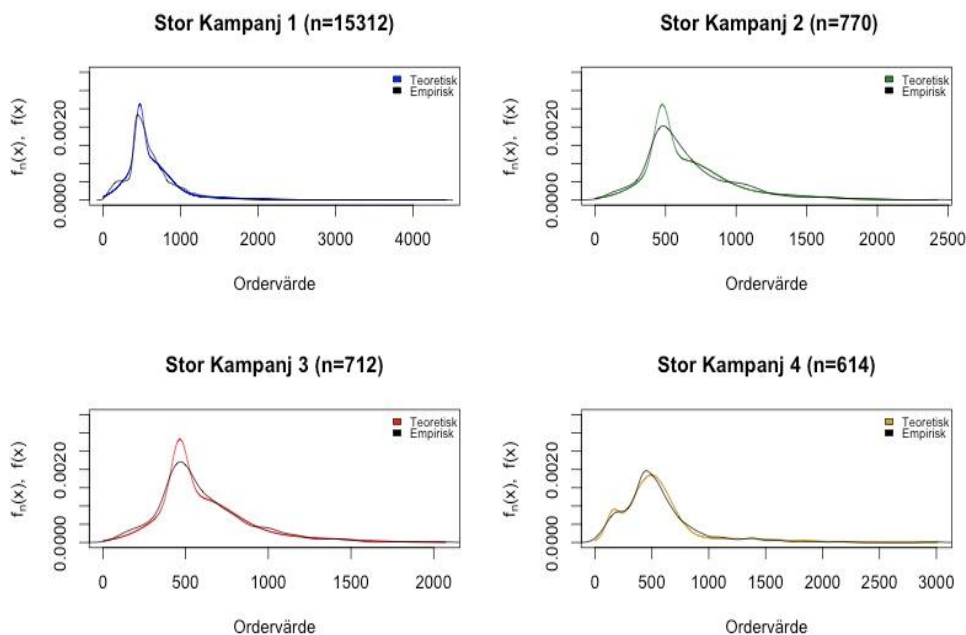 Stor Kampanj 1 (n=15312)
fn(x), f(x)
0.0000 0.0020
Teoretisk
Empirisk
0 1000 2000 3000 4000
Ordervärde
Stor Kampanj 2 (n=770)
fn(x), f(x)
0.0000 0.0020
Teoretisk
Empirisk
0 500 1000 1500 2000 2500
Ordervärde
Stor Kampanj 3 (n=712)
fn(x), f(x)
0.0000 0.0020
Teoretisk
Empirisk
0 500 1000 1500 2000
Ordervärde
Stor Kampanj 4 (n=614)
fn(x), f(x)
0.0000 0.0020
Teoretisk
Empirisk
0 500 1000 1500 2000 2500 3000
Ordervärde